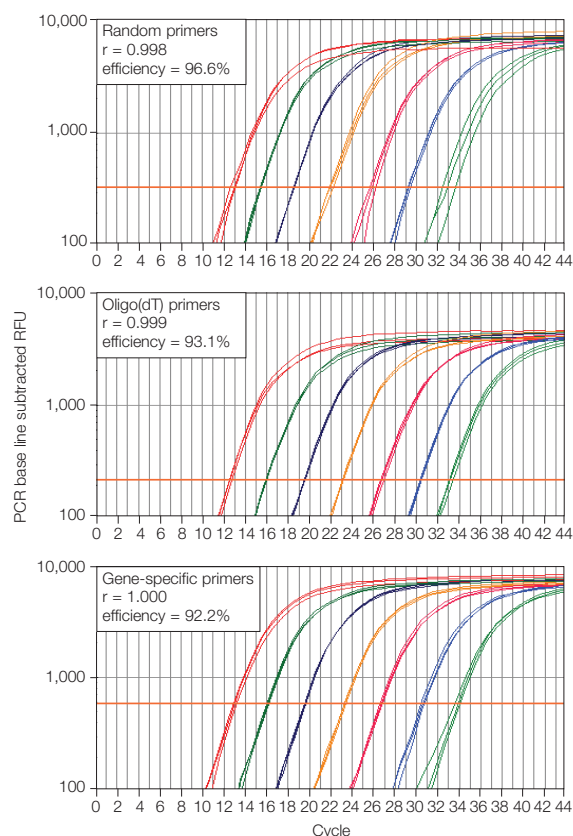 PCR base line subtracted RFU
10,000
Random primers
r = 0.998
efficiency = 96.6%
1,000
100
0 2 4 6 8 10 12 14 16 18 20 22 24 26 28 30 32 34 36 38 40 42 44
10,000
Oligo(dT) primers
r = 0.999
efficiency = 93.1%
1,000
100
0 2 4 6 8 10 12 14 16 18 20 22 24 26 28 30 32 34 36 38 40 42 44
10,000
Gene-specific primers
r = 1.000
efficiency = 92.2%
1,000
100
0 2 4 6 8 10 12 14 16 18 20 22 24 26 28 30 32 34 36 38 40 42 44
Cycle